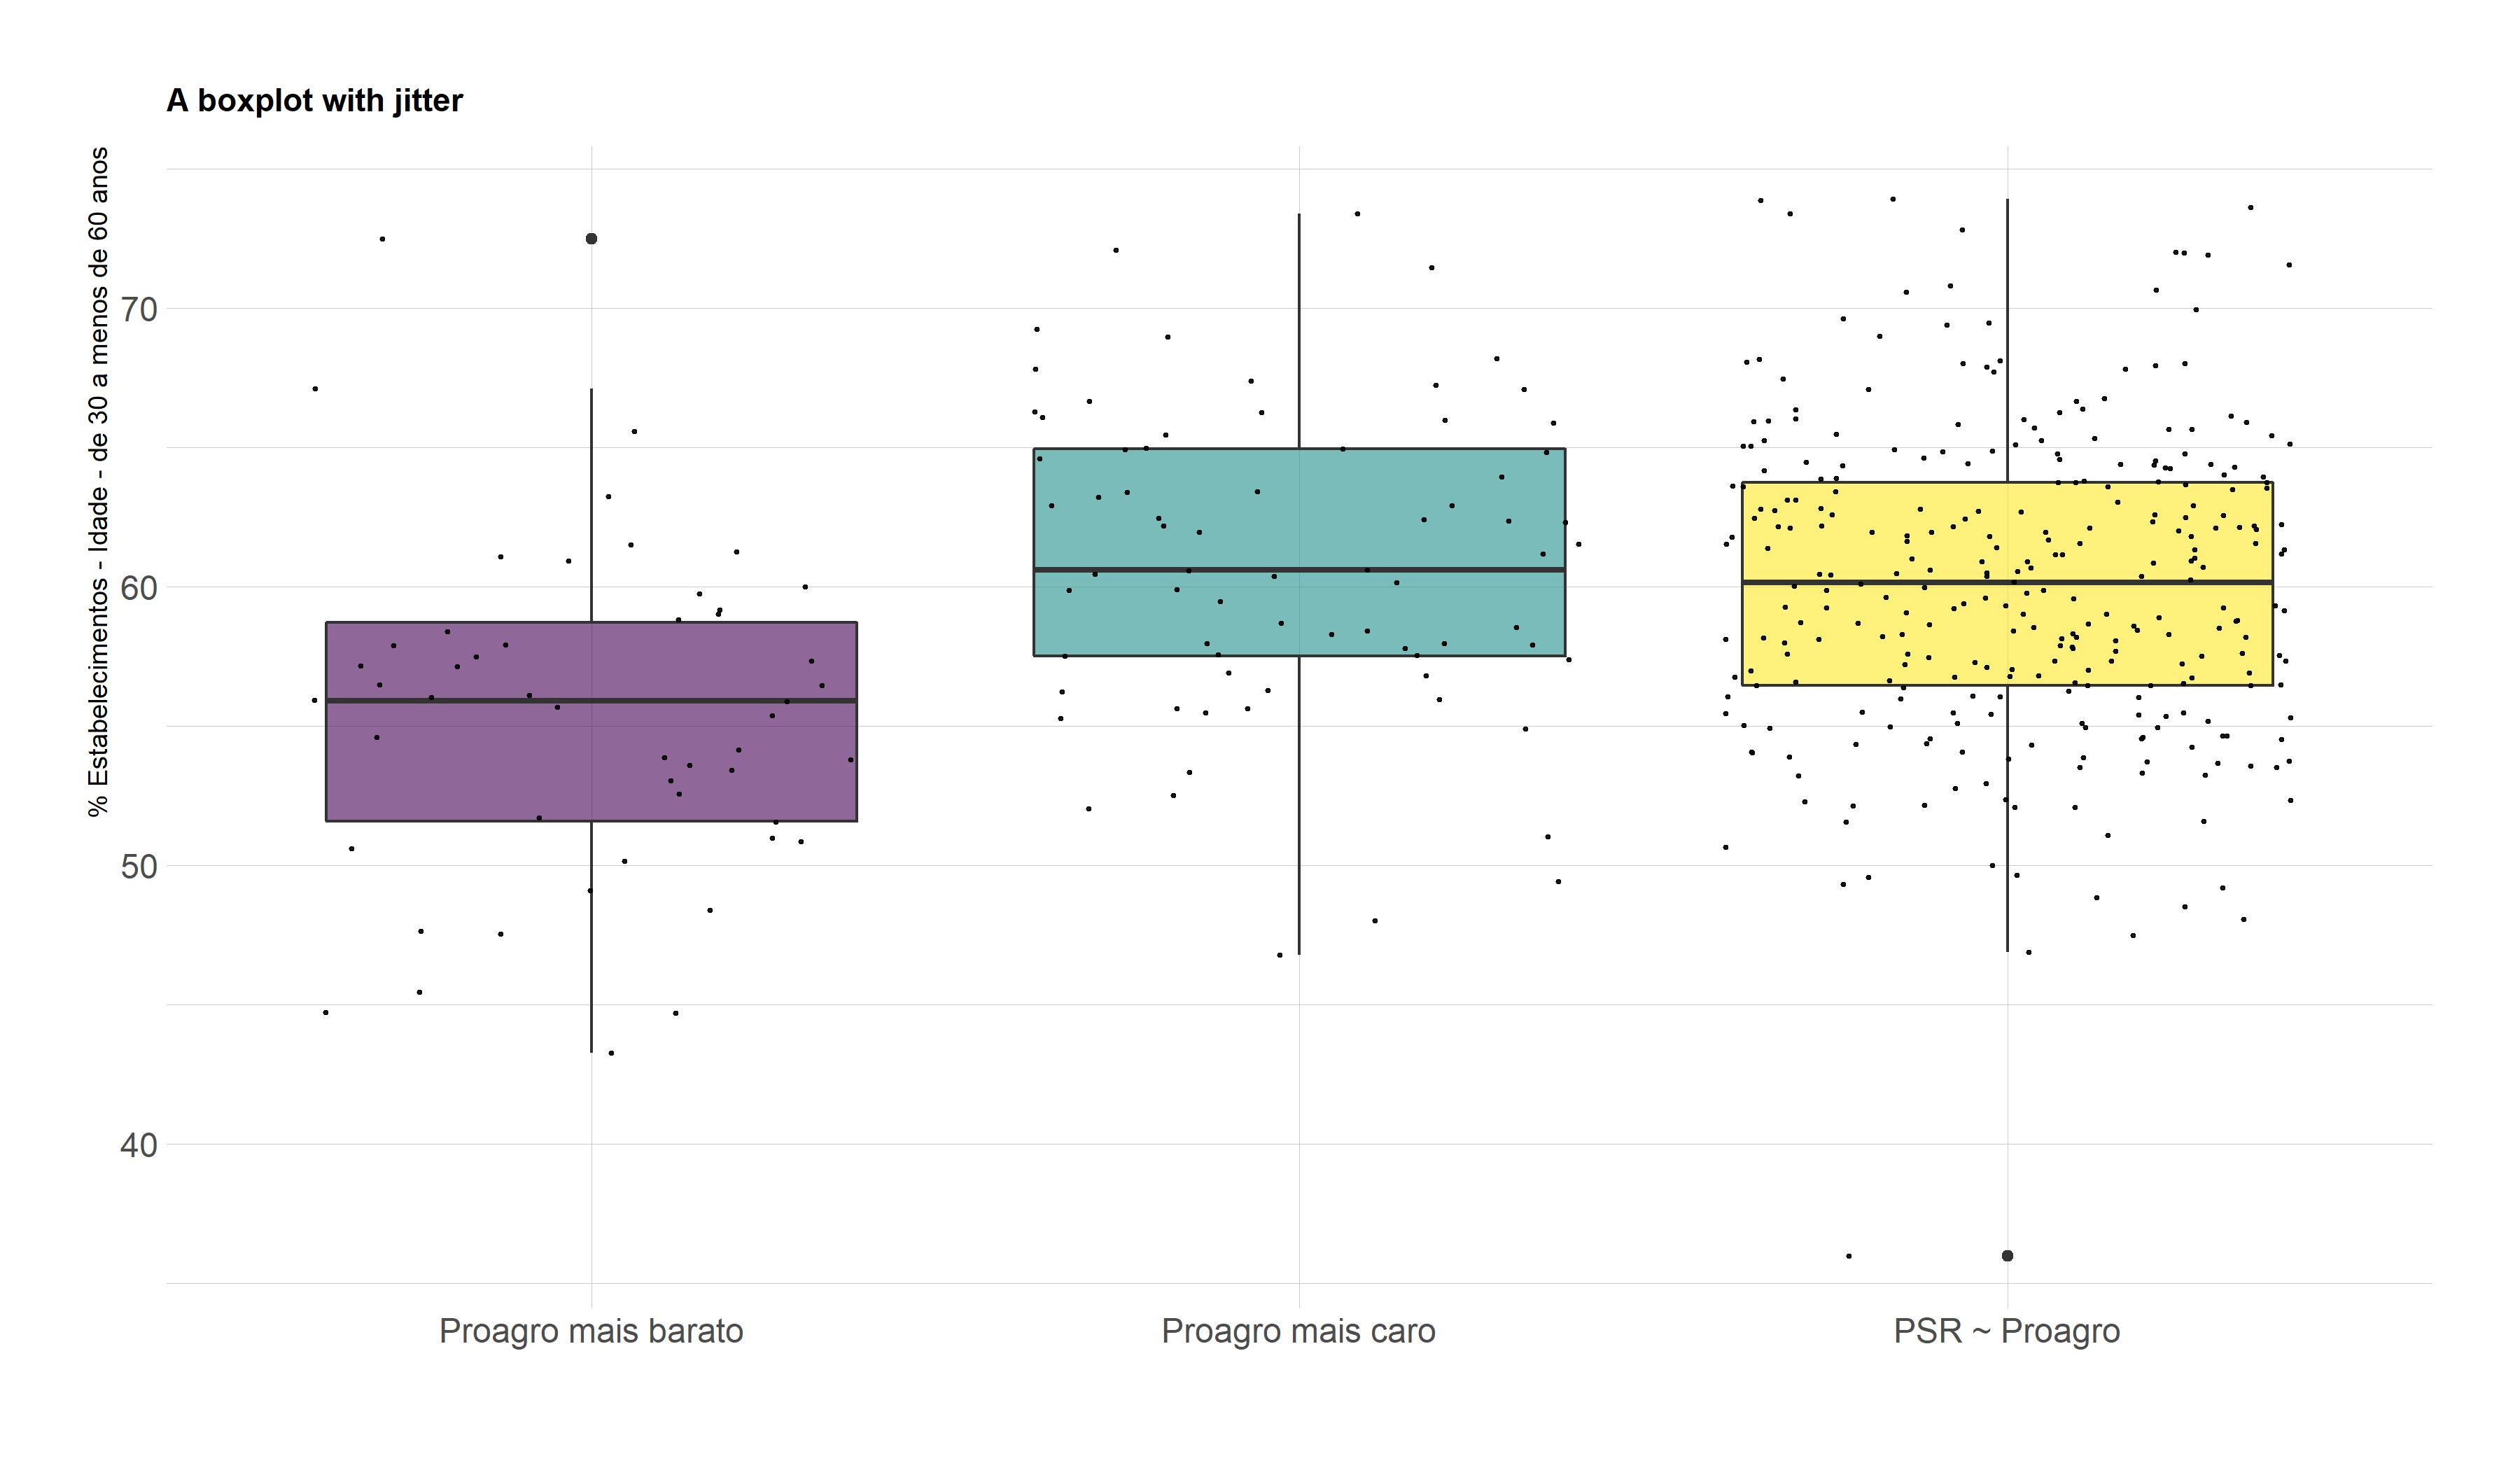 A boxplot with jitter
% Estabelecimentos - Idade - de 30 a menos de 60 anos
70
60
50
40
Proagro mais barato
Proagro mais caro
PSR ~ Proagro